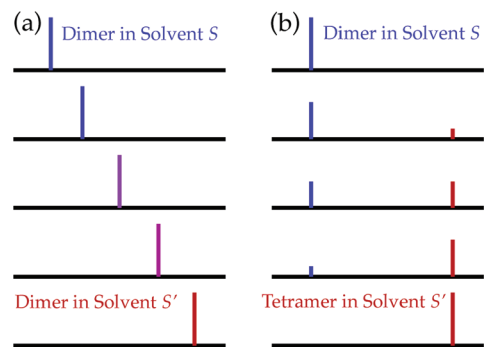 (a) Dimer in Solvent S
Dimer in Solvent S'
(b) Dimer in Solvent S
Tetramer in Solvent S'